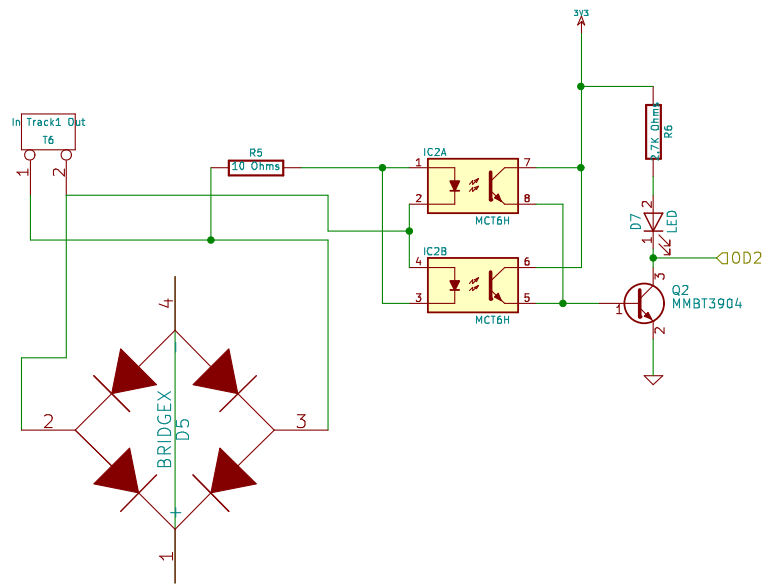 3V3
In Track1 Out
T6
1
2
R5
10 Ohms
IC2A
1
2
7
8
MCT6H
IC2B
4
3
6
5
MCT6H
2.7K Ohms
R6
D7
LED
2
1
OD2
Q2
MMBT3904
3
1
2
4
-
2
3
BRIDGEX
D5
+
1